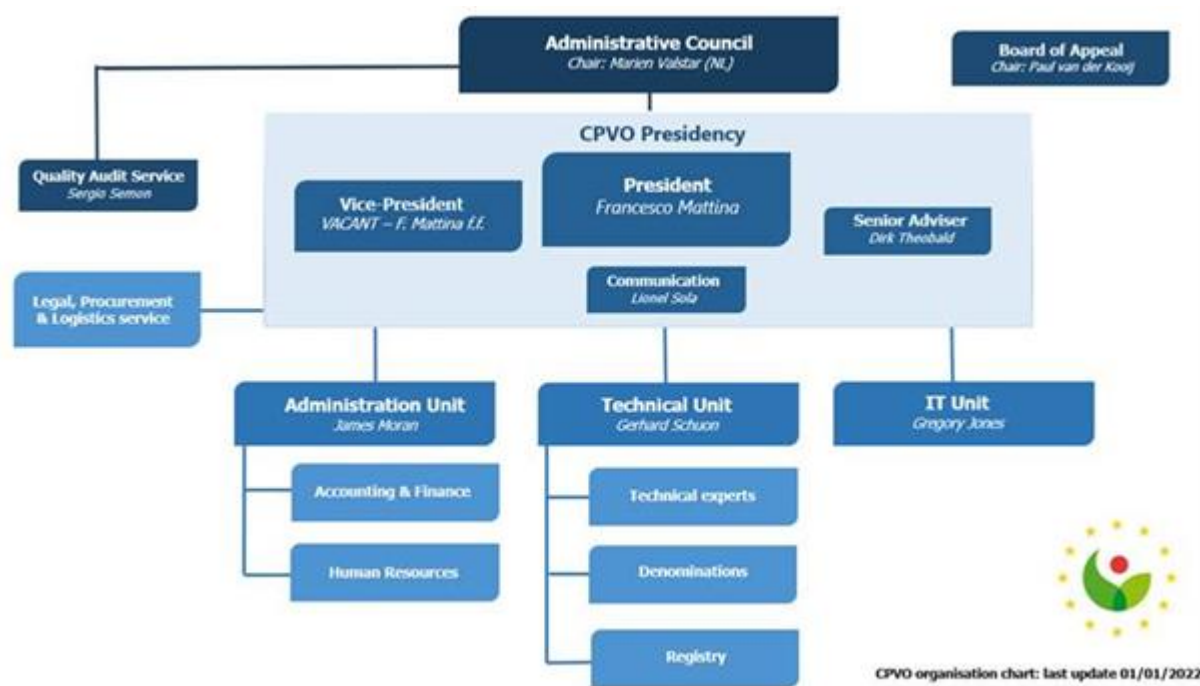 Administrative Council
Chair: Marien Valstar (NL)
Board of Appeal
Chair: Paul van der Kooij
CPVO Presidency
Quality Audit Service
Sergio Semon
Vice-President
VACANT – F. Mattina f.f.
President
Francesco Mattina
Senior Adviser
Dirk Theobald
Communication
Lionel Sola
Legal, Procurement
& Logistics service
Administration Unit
James Moran
Technical Unit
Gerhard Schuon
IT Unit
Gregory Jones
Accounting & Finance
Technical experts
Human Resources
Denominations
Registry
CPVO organisation chart: last update 01/01/2022